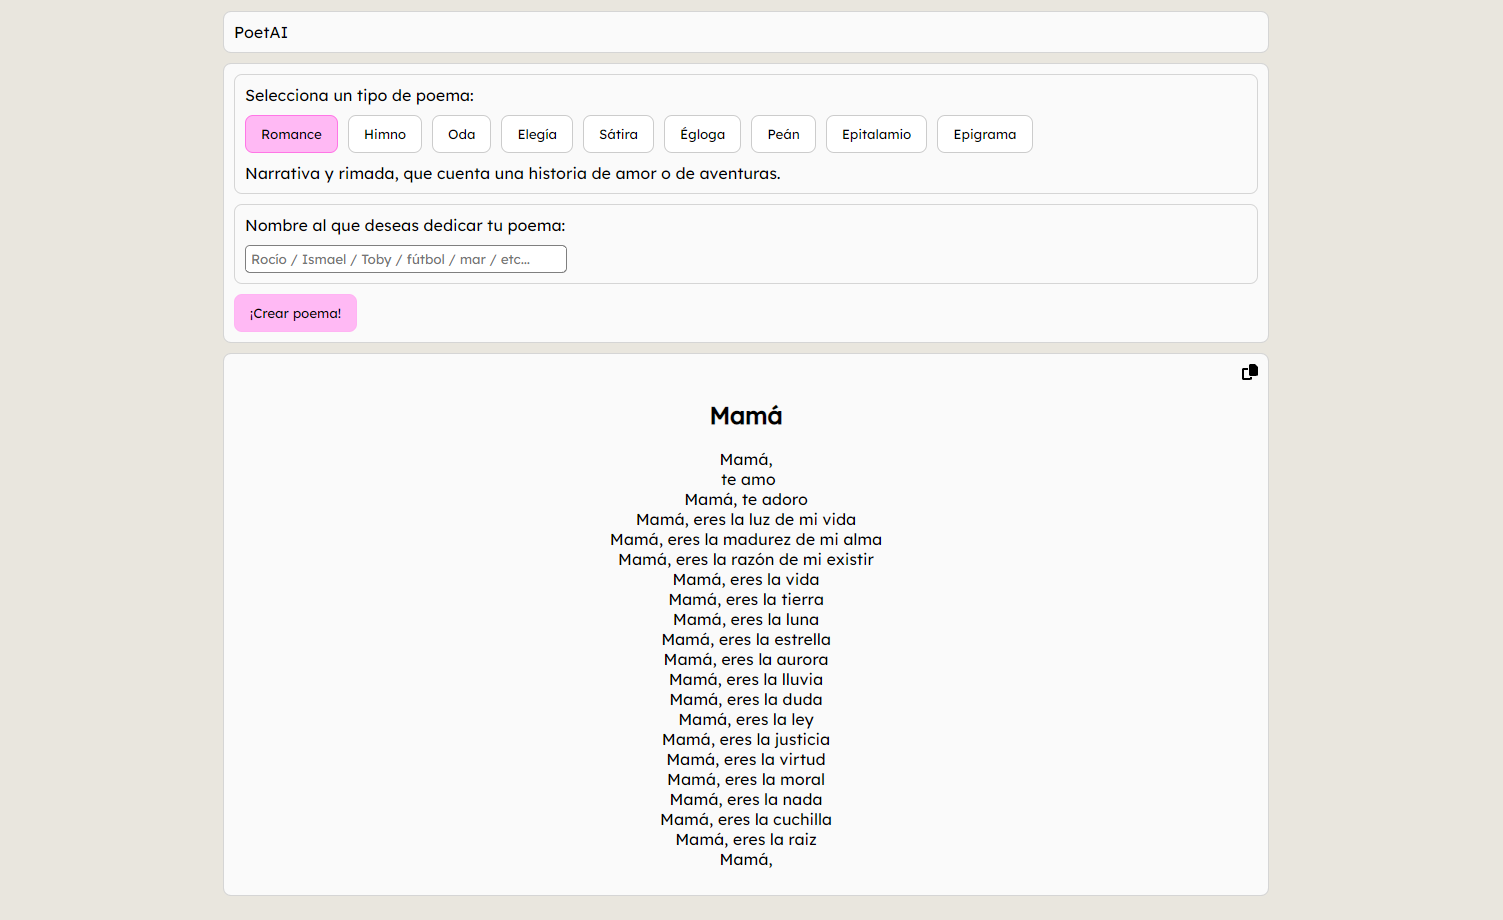 PoetAI
Selecciona un tipo de poema:
Romance Himno Oda Elegía Sátira Égloga Peán Epitalamio Epigrama
Narrativa y rimada, que cuenta una historia de amor o de aventuras.
Nombre al que deseas dedicar tu poema:
Rocío / Ismael / Toby / fútbol / mar / etc...
¡Crear poema!
Mamá
Mamá,
te amo
Mamá, te adoro
Mamá, eres la luz de mi vida
Mamá, eres la madurez de mi alma
Mamá, eres la razón de mi existir
Mamá, eres la vida
Mamá, eres la tierra
Mamá, eres la luna
Mamá, eres la estrella
Mamá, eres la aurora
Mamá, eres la lluvia
Mamá, eres la duda
Mamá, eres la ley
Mamá, eres la justicia
Mamá, eres la virtud
Mamá, eres la moral
Mamá, eres la nada
Mamá, eres la cuchilla
Mamá, eres la raiz
Mamá,